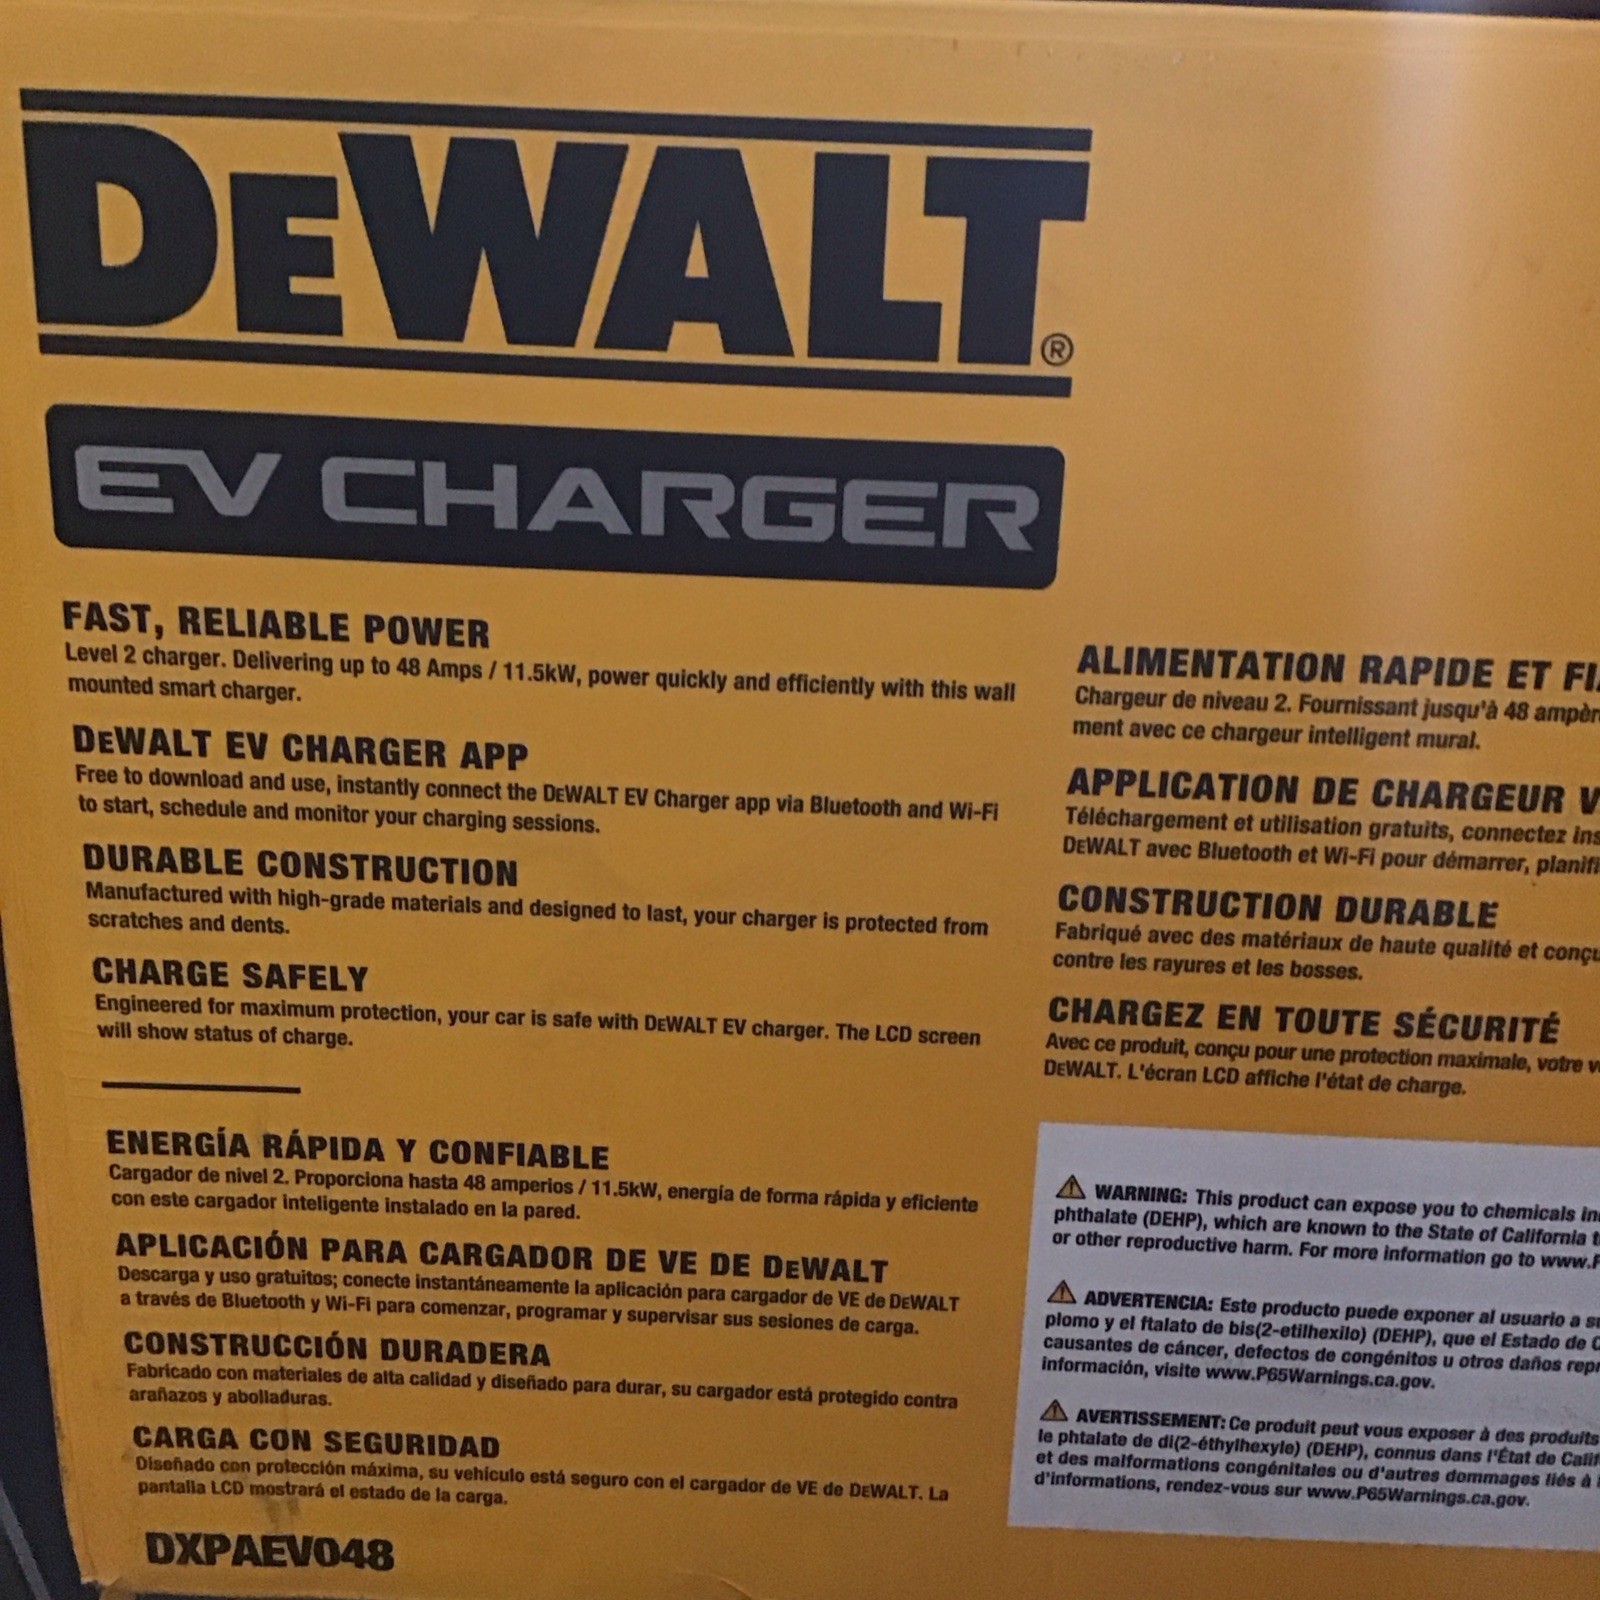 DEWALT®
EV CHARGER
FAST, RELIABLE POWER
Level 2 charger. Delivering up to 48 Amps / 11.5kW, power quickly and efficiently with this wall
mounted smart charger.
DEWALT EV CHARGER APP
Free to download and use, instantly connect the DEWALT EV Charger app via Bluetooth and Wi-Fi
to start, schedule and monitor your charging sessions.
DURABLE CONSTRUCTION
Manufactured with high-grade materials and designed to last, your charger is protected from
scratches and dents.
CHARGE SAFELY
Engineered for maximum protection, your car is safe with DEWALT EV charger. The LCD screen
will show status of charge.
ENERGÍA RÁPIDA Y CONFIABLE
Cargador de nivel 2. Proporciona hasta 48 amperios / 11.5kW, energía de forma rápida y eficiente
con este cargador inteligente instalado en la pared.
APLICACIÓN PARA CARGADOR DE VE DE DEWALT
Descarga y uso gratuitos; conecte instantáneamente la aplicación para cargador de VE de DEWALT
a través de Bluetooth y Wi-Fi para comenzar, programar y supervisar sus sesiones de carga.
CONSTRUCCIÓN DURADERA
Fabricado con materiales de alta calidad y diseñado para durar, su cargador está protegido contra
arañazos y abolladuras.
CARGA CON SEGURIDAD
Diseñado con protección máxima, su vehículo está seguro con el cargador de VE de DEWALT. La
pantalla LCD mostrará el estado de la carga.
DXPAEV048
ALIMENTATION RAPIDE ET
Chargeur de niveau 2. Fournissant jusqu'à 48
ment avec ce chargeur intelligent mural.
APPLICATION DE CHARGEUR
Téléchargement et utilisation gratuits, connectez
DEWALT avec Bluetooth et Wi-Fi pour démarrer,
CONSTRUCTION DURABLE
Fabriqué avec des matériaux de haute qualité et
contre les rayures et les bosses.
CHARGEZ EN TOUTE SÉCURITÉ
Avec ce produit, conçu pour une protection maximale, votre
DEWALT. L'écran LCD affiche l'état de charge.
WARNING: This product can expose you to chemicals
phthalate (DEHP), which are known to the State of California
or other reproductive harm. For more information go to
ADVERTENCIA: Este producto puede exponer al usuario a
plomo y el ftalato de bis(2-etilhexilo) (DEHP), que el Estado de
causantes de cáncer, defectos de congénitos u otros daños
información, visite www.P65Warnings.ca.gov.
AVERTISSEMENT: Ce produit peut vous exposer à des produits
le phtalate de di(2-éthylhexyle) (DEHP), connus dans l'État de
et des malformations congénitales ou d'autres dommages liés à
d'informations, rendez-vous sur www.P65Warnings.ca.gov.